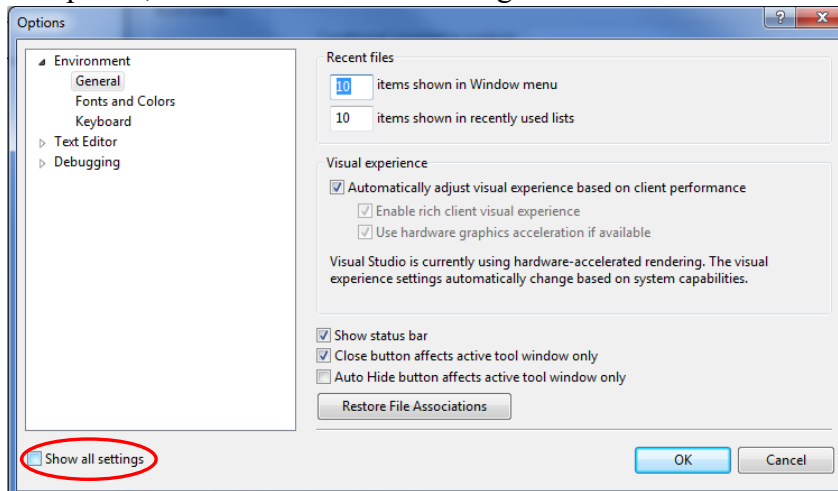 Options
Environment
General
Fonts and Colors
Keyboard
Text Editor
Debugging
Recent files
10 items shown in Window menu
10 items shown in recently used lists
Visual experience
Automatically adjust visual experience based on client performance
Enable rich client visual experience
Use hardware graphics acceleration if available
Visual Studio is currently using hardware-accelerated rendering. The visual
experience settings automatically change based on system capabilities.
Show status bar
Close button affects active tool window only
Auto Hide button affects active tool window only
Restore File Associations
Show all settings
OK Cancel